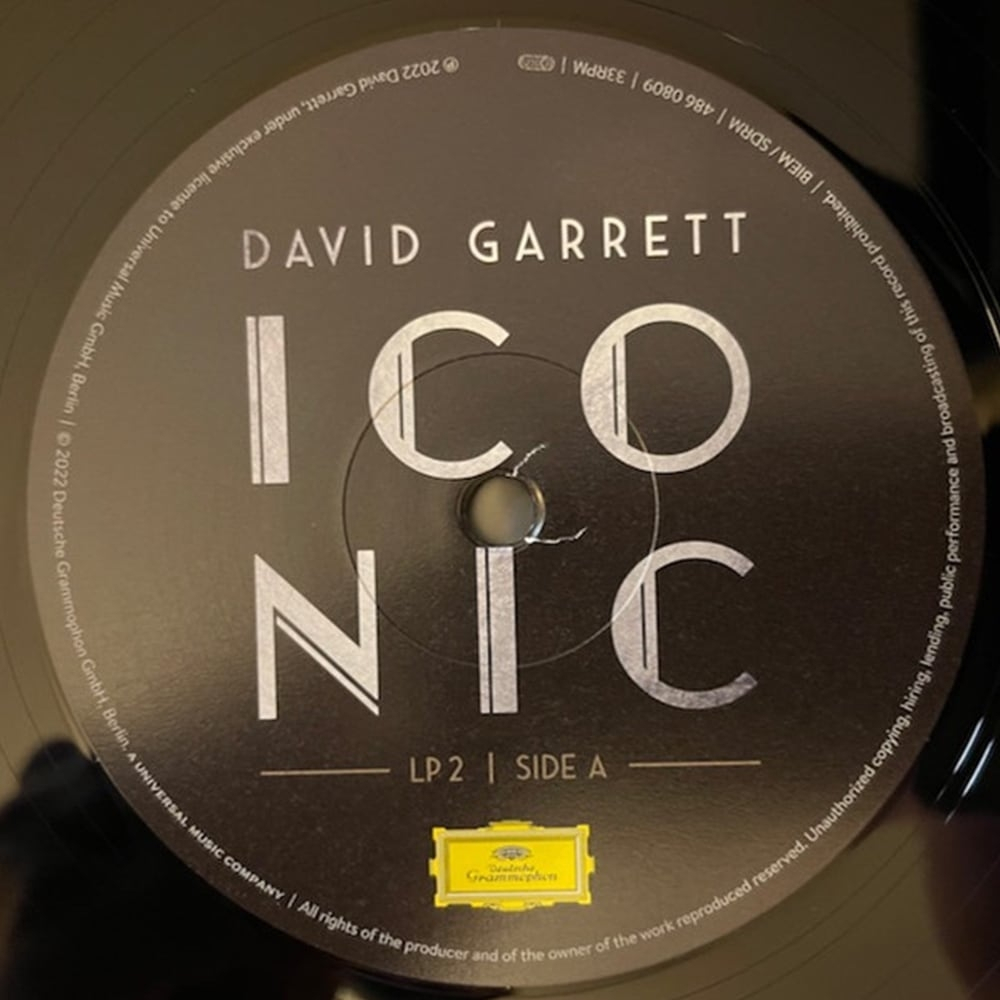 DAVID GARRETT
ICO
NIC
LP 2 | SIDE A
Deutsche
Grammophon
℗ 2022 David Garrett, under exclusive license to Universal Music GmbH, Berlin | © 2022 Deutsche Grammophon GmbH, Berlin, A UNIVERSAL MUSIC COMPANY | All rights of the producer and of the owner of the work reproduced reserved. Unauthorized copying, hiring, lending, public performance and broadcasting of this record prohibited. | BIEM / SDRM | 486 0809 | 33RPM |